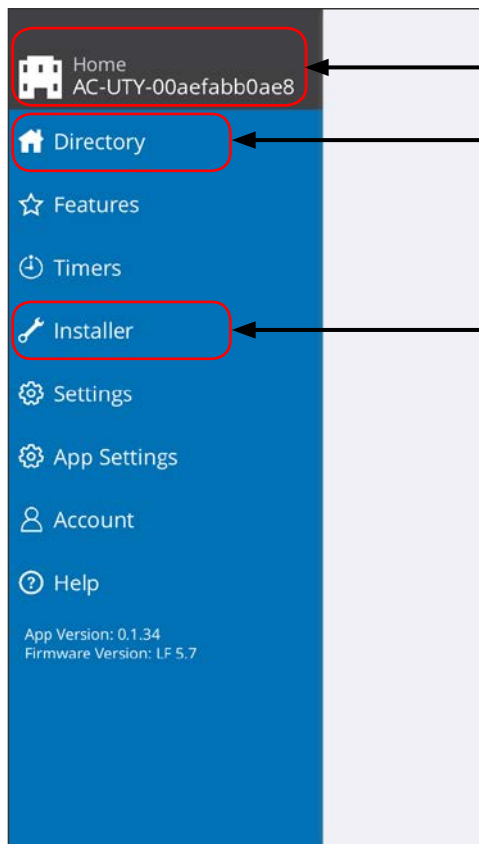 Home
AC-UTY-00aefabb0ae8
Directory
Features
Timers
Installer
Settings
App Settings
Account
Help
App Version: 0.1.34
Firmware Version: LF 5.7